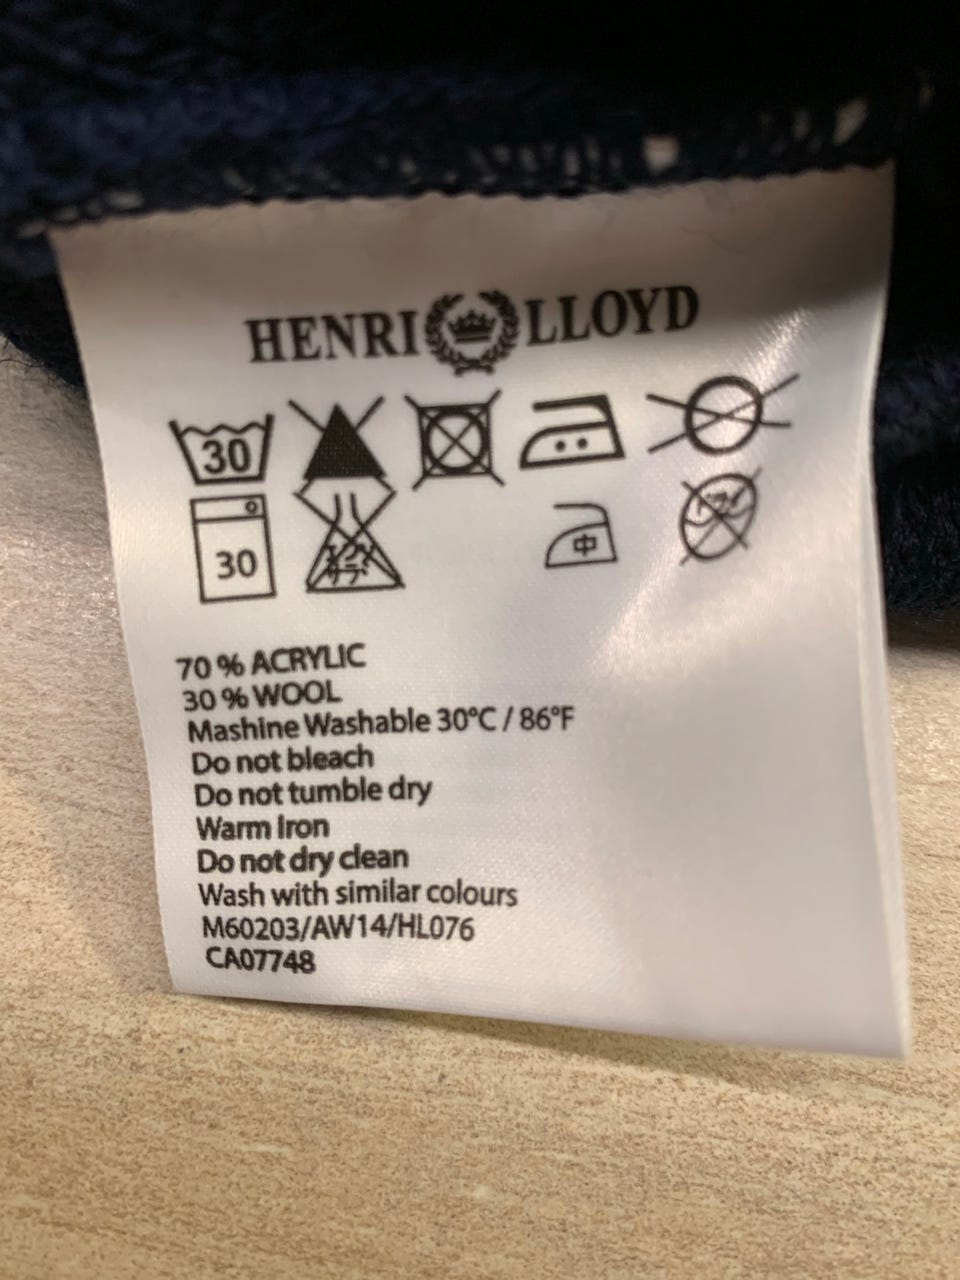 HENRI LLOYD
30
30 中
70 % ACRYLIC
30 % WOOL
Mashine Washable 30°C / 86°F
Do not bleach
Do not tumble dry
Warm Iron
Do not dry clean
Wash with similar colours
M60203/AW14/HL076
CA07748